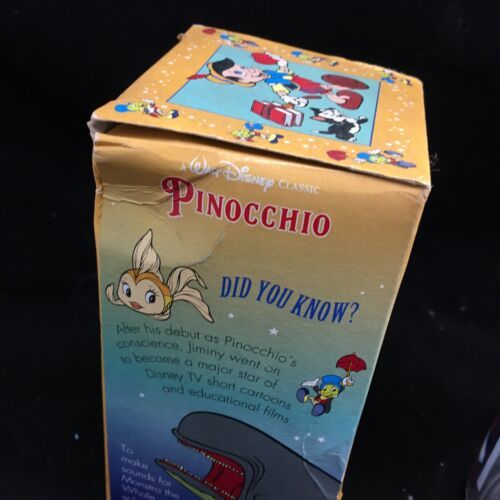 A Walt Disney Classic
Pinocchio
Did You Know?
After his debut as Pinocchio's
conscience, Jiminy went on
to become a major star of
Disney TV short cartoons
and educational films.
To
make
sounds for
Monstro the
Whale